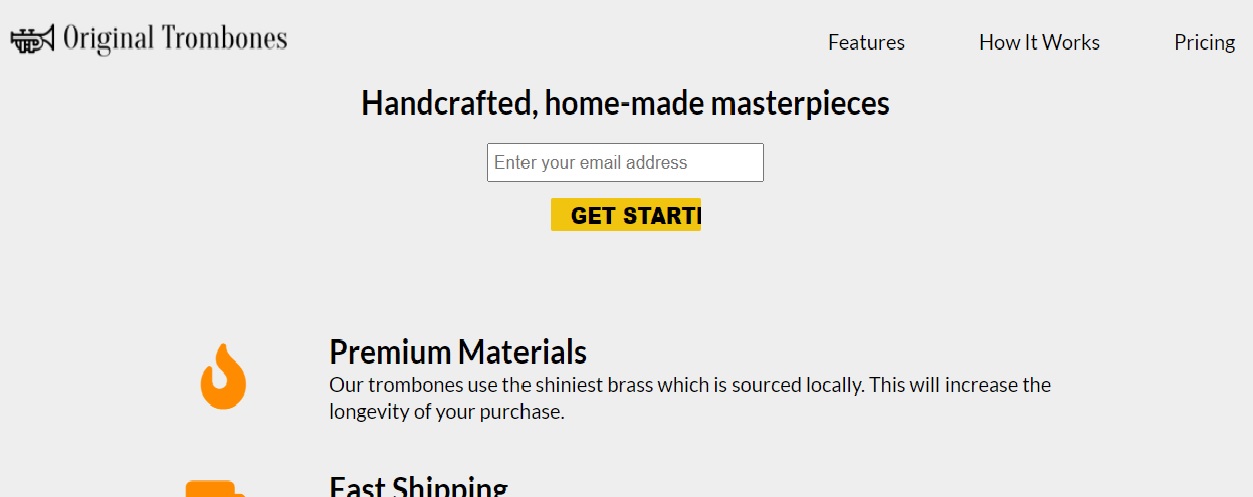 Original Trombones
Features
How It Works
Pricing
Handcrafted, home-made masterpieces
Enter your email address
GET START
Premium Materials
Our trombones use the shiniest brass which is sourced locally. This will increase the
longevity of your purchase.
Fast Shipping